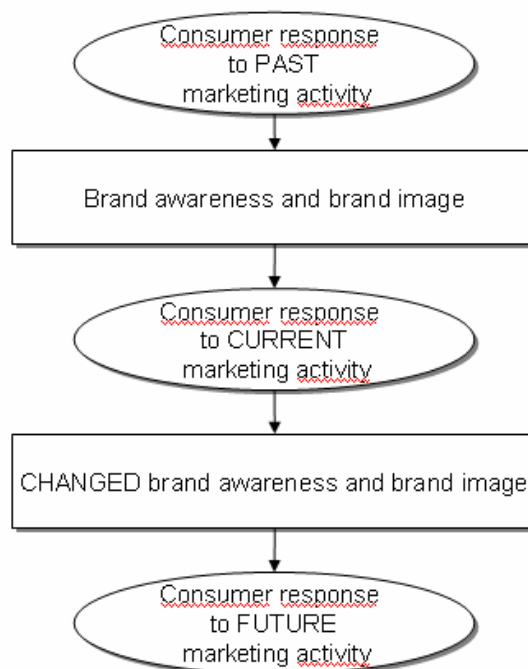 Consumer response
to PAST
marketing activity
Brand awareness and brand image
Consumer response
to CURRENT
marketing activity
CHANGED brand awareness and brand image
Consumer response
to FUTURE
marketing activity